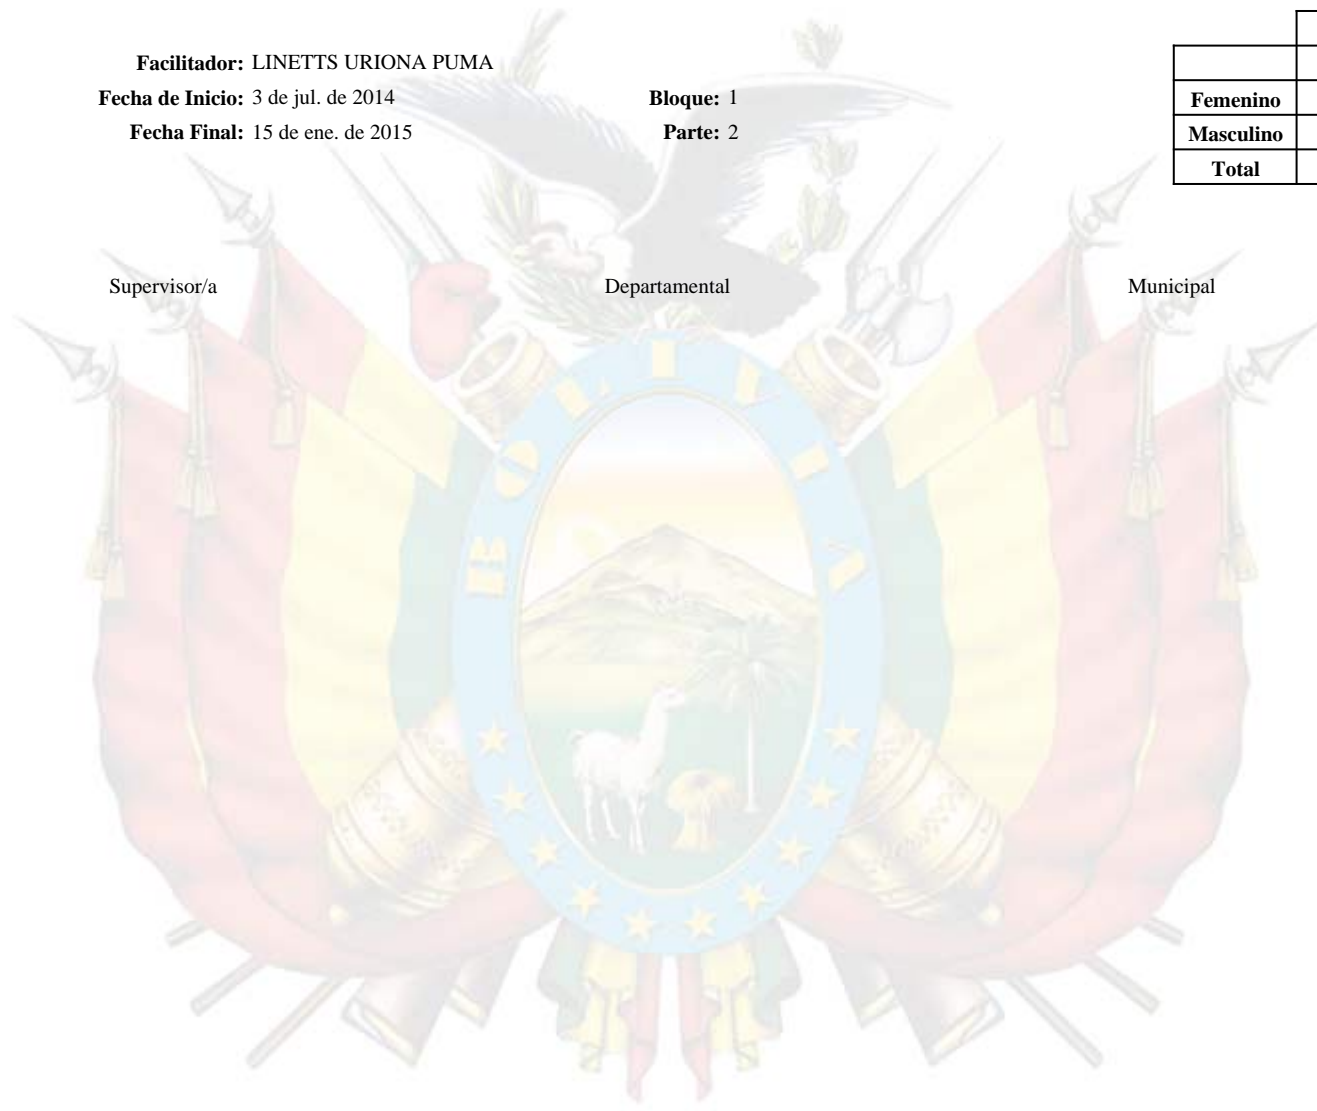 Facilitador: LINETTS URIONA PUMA
Fecha de Inicio: 3 de jul. de 2014 Bloque: 1
Fecha Final: 15 de ene. de 2015 Parte: 2
Femenino
Masculino
Total
Supervisor/a Departamental Municipal
BOLIVIA